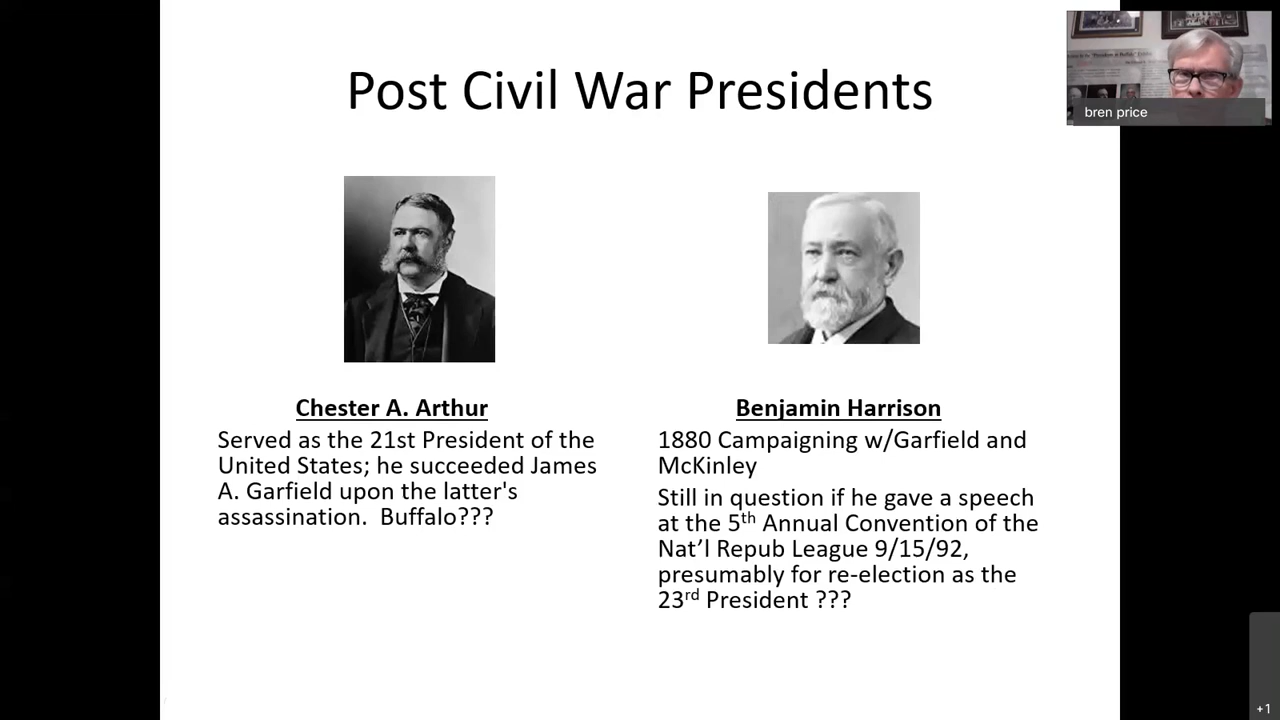 Post Civil War Presidents
bren price
Chester A. Arthur
Served as the 21st President of the
United States; he succeeded James
A. Garfield upon the latter's
assassination.  Buffalo???
Benjamin Harrison
1880 Campaigning w/Garfield and
McKinley
Still in question if he gave a speech
at the 5th Annual Convention of the
Nat’l Repub League 9/15/92,
presumably for re-election as the
23rd President ???
+1